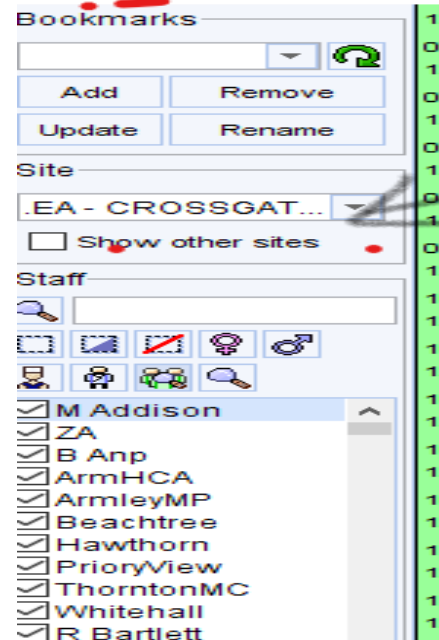 Bookmarks
Add Remove
Update Rename
Site
.EA - CROSSGAT...
Show other sites
Staff
M Addison
ZA
B Anp
ArmHCA
ArmleyMP
Beachtree
Hawthorn
PrioryView
ThorntonMC
Whitehall
R Bartlett